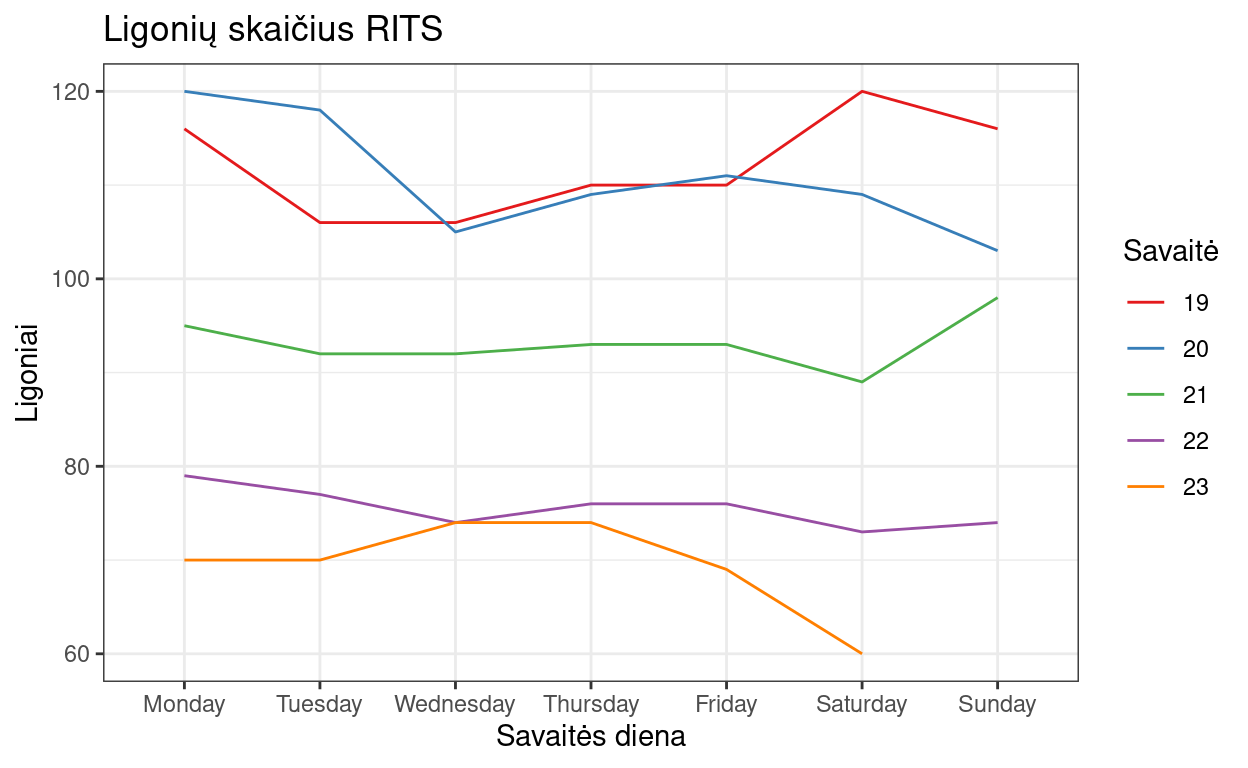 Ligonių skaičius RITS
Ligoniai
120
100
80
60
Monday Tuesday Wednesday Thursday Friday Saturday Sunday
Savaitės diena
Savaitė
19
20
21
22
23